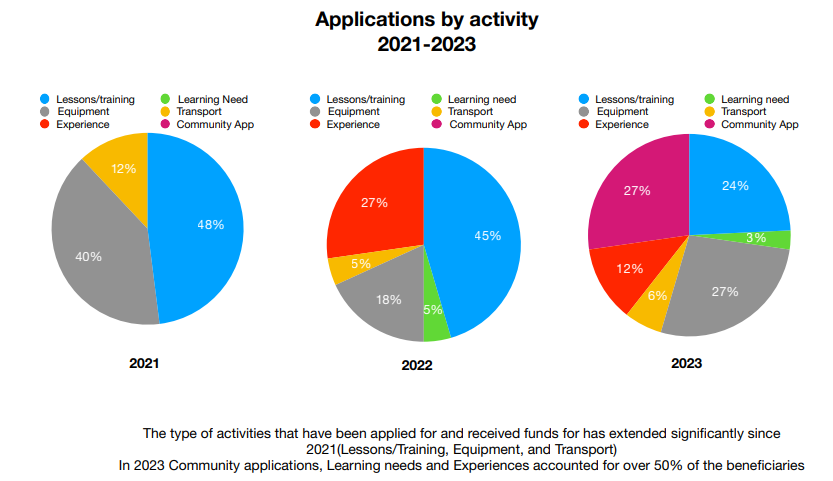 Applications by activity
2021-2023
Lessons/training
Learning Need
Equipment
Transport
Experience
Community App
12%
48%
40%
2021
Lessons/training
Learning need
Equipment
Transport
Experience
Community App
27%
45%
5%
18%
5%
2022
Lessons/training
Learning need
Equipment
Transport
Experience
Community App
27%
24%
3%
12%
27%
6%
2023
The type of activities that have been applied for and received funds for has extended significantly since
2021(Lessons/Training, Equipment, and Transport)
In 2023 Community applications, Learning needs and Experiences accounted for over 50% of the beneficiaries